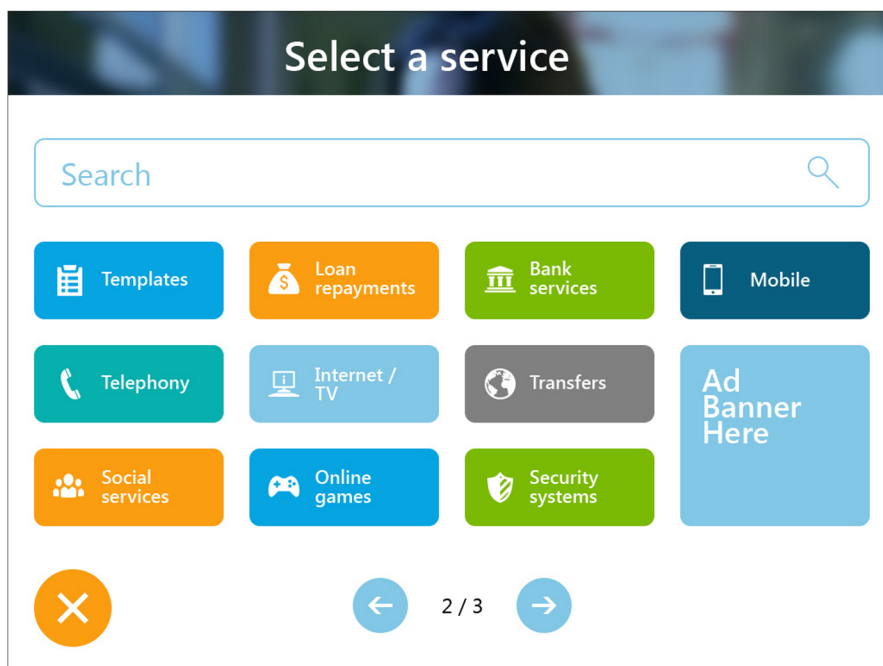 Select a service
Search
Templates
Loan
repayments
Bank
services
Mobile
Telephony
Internet /
TV
Transfers
Ad
Banner
Here
Social
services
Online
games
Security
systems
2 / 3